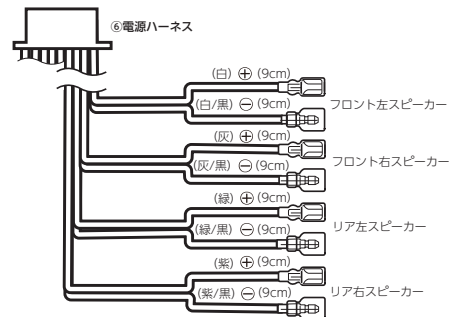 ⑥電源ハーネス
(白) ⊕ (9cm)
(白/黒) ⊖ (9cm)
フロント左スピーカー
(灰) ⊕ (9cm)
(灰/黒) ⊖ (9cm)
フロント右スピーカー
(緑) ⊕ (9cm)
(緑/黒) ⊖ (9cm)
リア左スピーカー
(紫) ⊕ (9cm)
(紫/黒) ⊖ (9cm)
リア右スピーカー